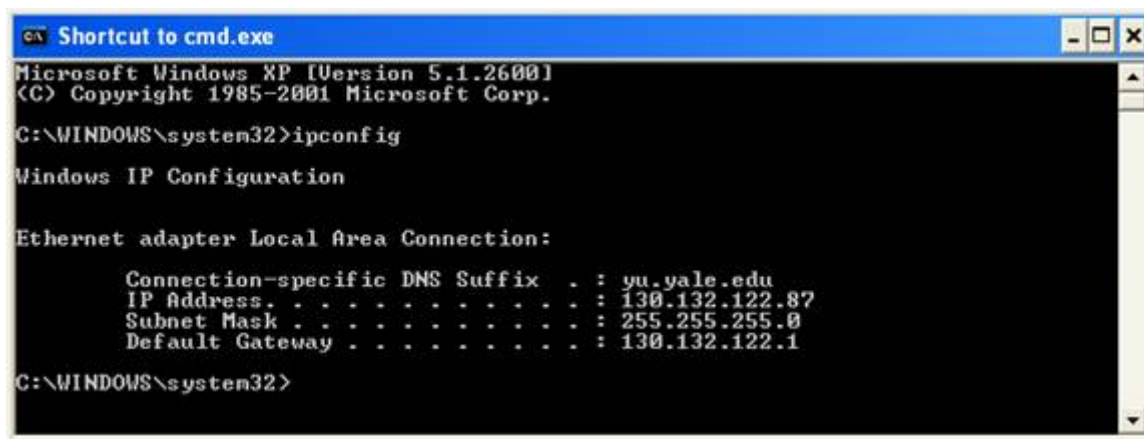 Shortcut to cmd.exe
Microsoft Windows XP [Version 5.1.2600]
(C) Copyright 1985-2001 Microsoft Corp.
C:\WINDOWS\system32>ipconfig
Windows IP Configuration
Ethernet adapter Local Area Connection:
Connection-specific DNS Suffix . : yu.yale.edu
IP Address. . . . . . . . . . . . : 130.132.122.87
Subnet Mask . . . . . . . . . . . : 255.255.255.0
Default Gateway . . . . . . . . . : 130.132.122.1
C:\WINDOWS\system32>